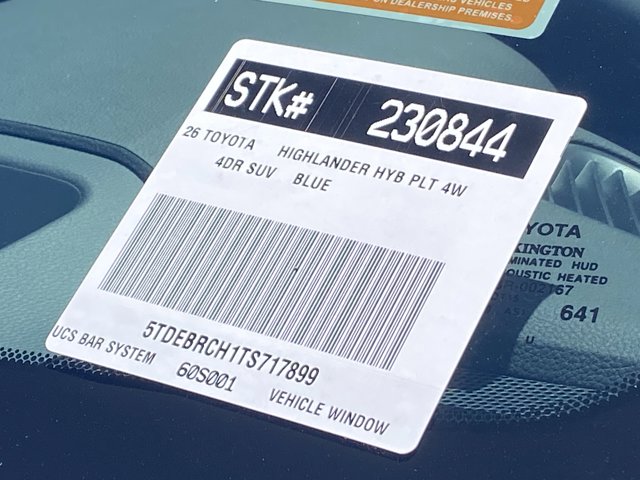 VEHICLES
ON DEALERSHIP PREMISES.
STK# 230844
26 TOYOTA HIGHLANDER HYB PLT 4W
4DR SUV BLUE
5TDEBRCH1TS717899
UCS BAR SYSTEM 60S001 VEHICLE WINDOW
YOTA
KINGTON
MINATED HUD
OUSTIC HEATED
641
U